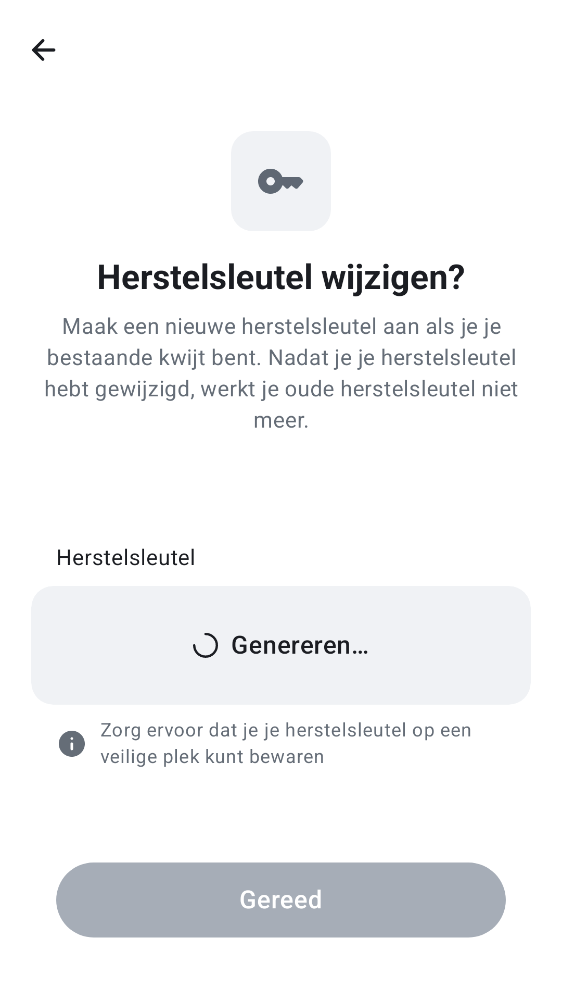 Herstelsleutel wijzigen?
Maak een nieuwe herstelsleutel aan als je je
bestaande kwijt bent. Nadat je je herstelsleutel
hebt gewijzigd, werkt je oude herstelsleutel niet
meer.
Herstelsleutel
Genereren…
Zorg ervoor dat je je herstelsleutel op een
veilige plek kunt bewaren
Gereed